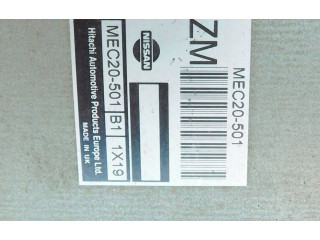 MEC20-501
ZM
NISSAN
MEC20-501 B1 1X19
Hitachi Automotive Products Europe Ltd.
MADE IN UK